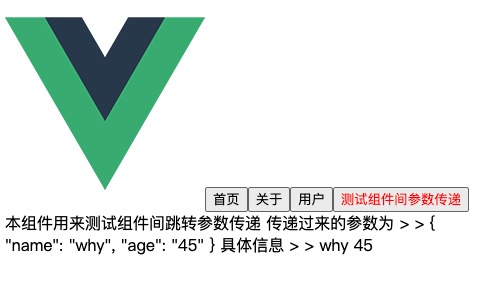 首页 关于 用户 测试组件间参数传递
本组件用来测试组件间跳转参数传递 传递过来的参数为 > > {
"name": "why", "age": "45" } 具体信息 > > why 45